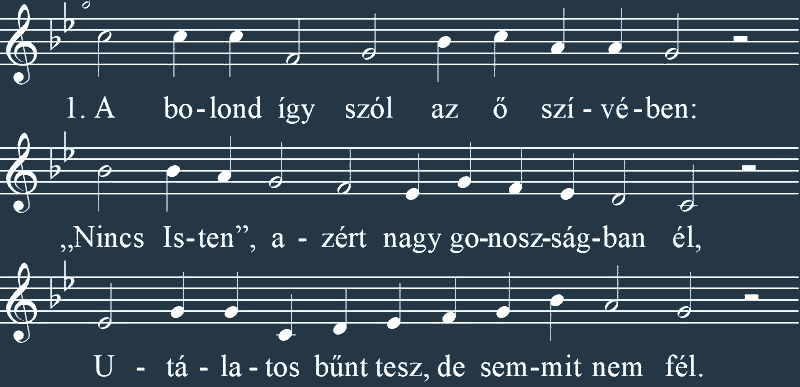 1. A bo-lond így szól az ő szí-vé-ben:
„Nincs Is-ten”, a-zért nagy go-nosz-ság-ban él,
U-tá-la-tos bűnt tesz, de sem-mit nem fél.